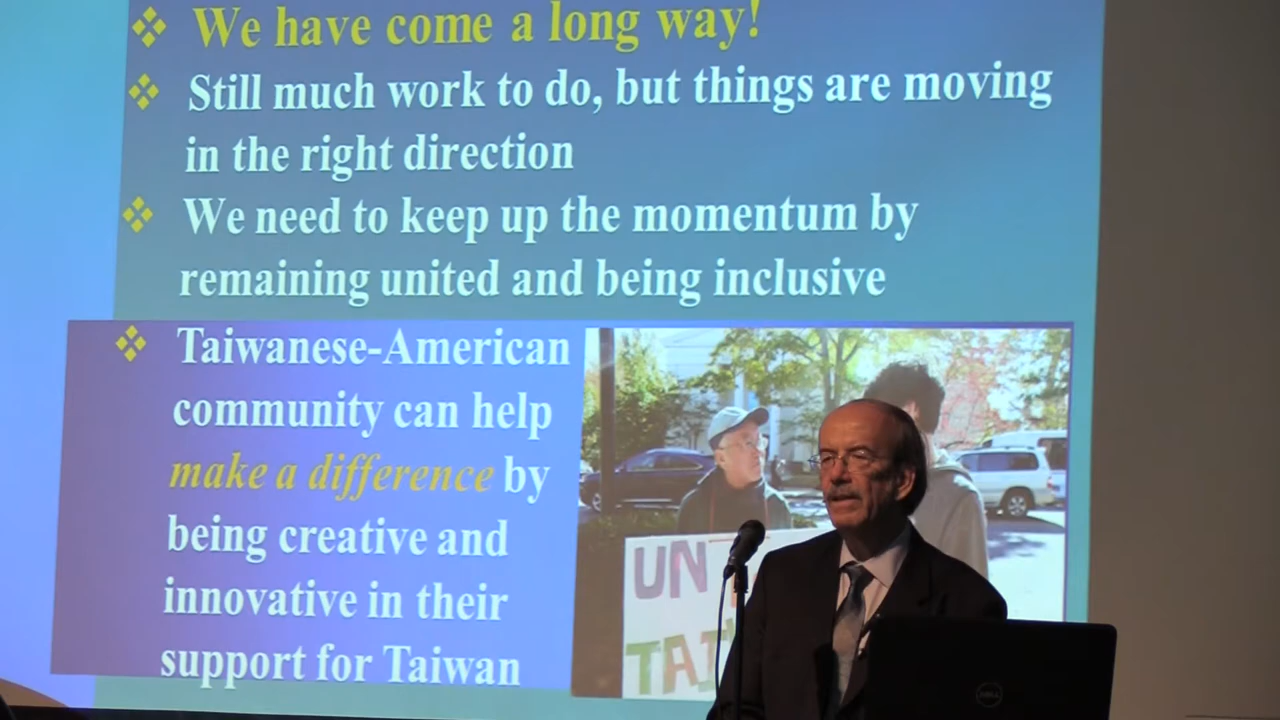 We have come a long way!
Still much work to do, but things are moving
in the right direction
We need to keep up the momentum by
remaining united and being inclusive
Taiwanese-American
community can help
make a difference by
being creative and
innovative in their
support for Taiwan
UN
TAI
DELL